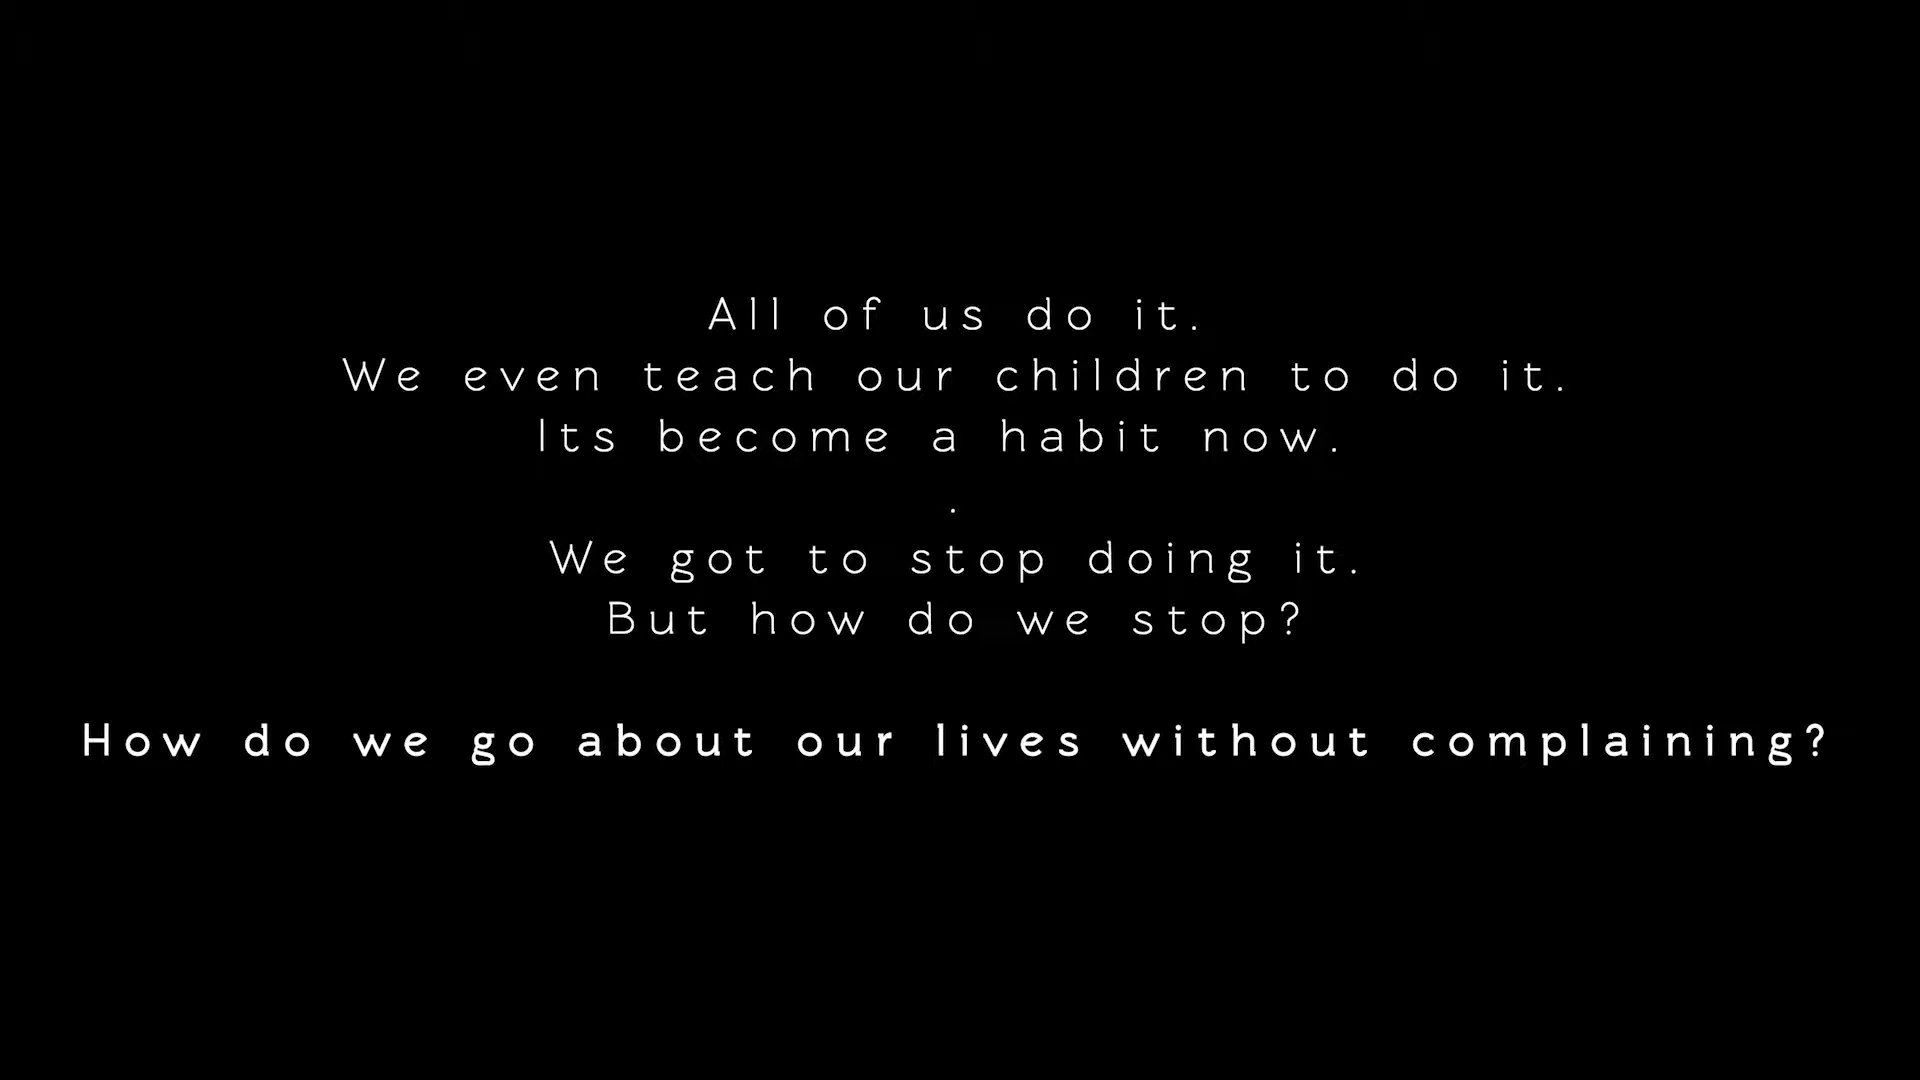 All of us do it.
We even teach our children to do it.
Its become a habit now.
.
We got to stop doing it.
But how do we stop?
How do we go about our lives without complaining?